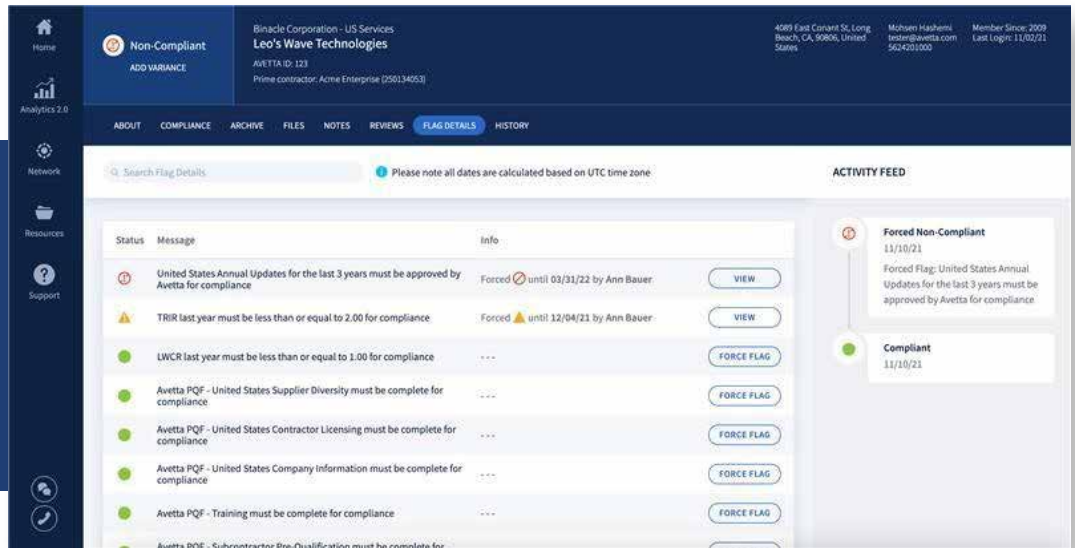 Home
Analytics 2.0
Network
Resources
Support
Non-Compliant
ADD VARIANCE
Binacle Corporation - US Services
Leo's Wave Technologies
AVETTA ID: 123
Prime contractor: Acme Enterprise (250134053)
4089 East Conant St, Long
Beach, CA, 90806, United
States
Mohsen Hashemi
tester@avetta.com
5624201000
Member Since: 2009
Last Login: 11/02/21
ABOUT COMPLIANCE ARCHIVE FILES NOTES REVIEWS FLAG DETAILS HISTORY
Search Flag Details
Please note all dates are calculated based on UTC time zone
Status Message Info
United States Annual Updates for the last 3 years must be approved by
Avetta for compliance
Forced until 03/31/22 by Ann Bauer
VIEW
TRIR last year must be less than or equal to 2.00 for compliance
Forced until 12/04/21 by Ann Bauer
VIEW
LWCR last year must be less than or equal to 1.00 for compliance
---
FORCE FLAG
Avetta PQF - United States Supplier Diversity must be complete for
compliance
---
FORCE FLAG
Avetta PQF - United States Contractor Licensing must be complete for
compliance
---
FORCE FLAG
Avetta PQF - United States Company Information must be complete for
compliance
---
FORCE FLAG
Avetta PQF - Training must be complete for compliance
---
FORCE FLAG
Avetta PQF - Subcontractor Pre-Qualification must be complete for
ACTIVITY FEED
Forced Non-Compliant
11/10/21
Forced Flag: United States Annual
Updates for the last 3 years must be
approved by Avetta for compliance
Compliant
11/10/21